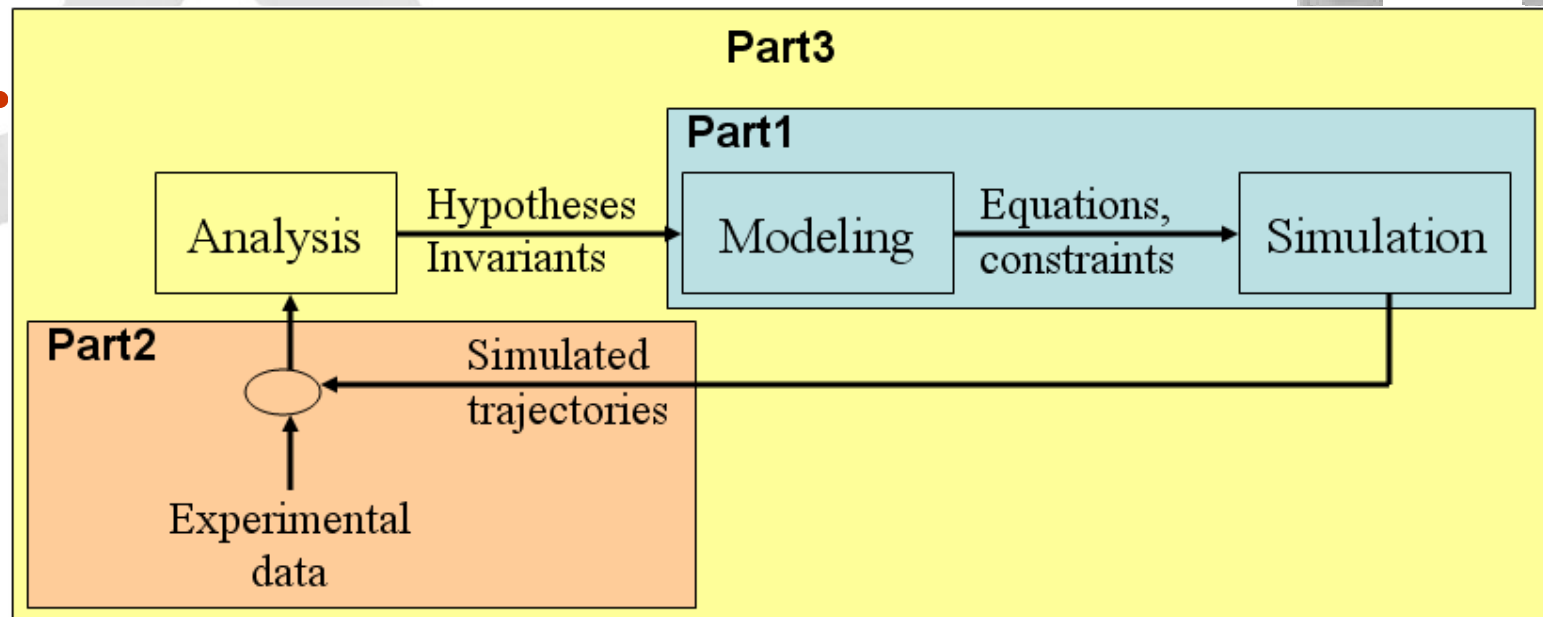 Part3
Part1
Analysis
Hypotheses
Invariants
Modeling
Equations,
constraints
Simulation
Part2
Simulated
trajectories
Experimental
data